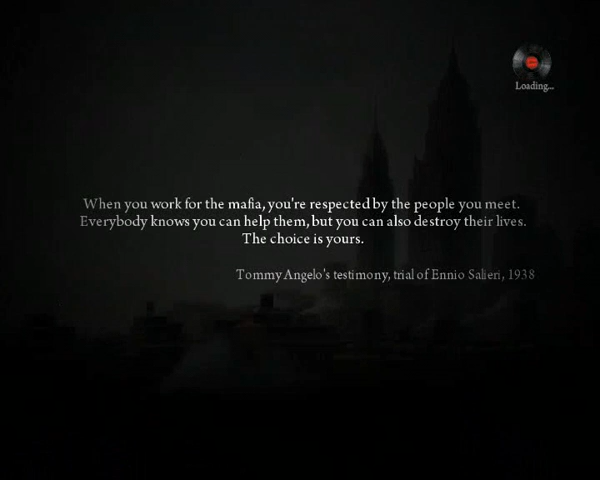 Loading...
When you work for the mafia, you're respected by the people you meet.
Everybody knows you can help them, but you can also destroy their lives.
The choice is yours.
Tommy Angelo's testimony, trial of Ennio Salieri, 1938